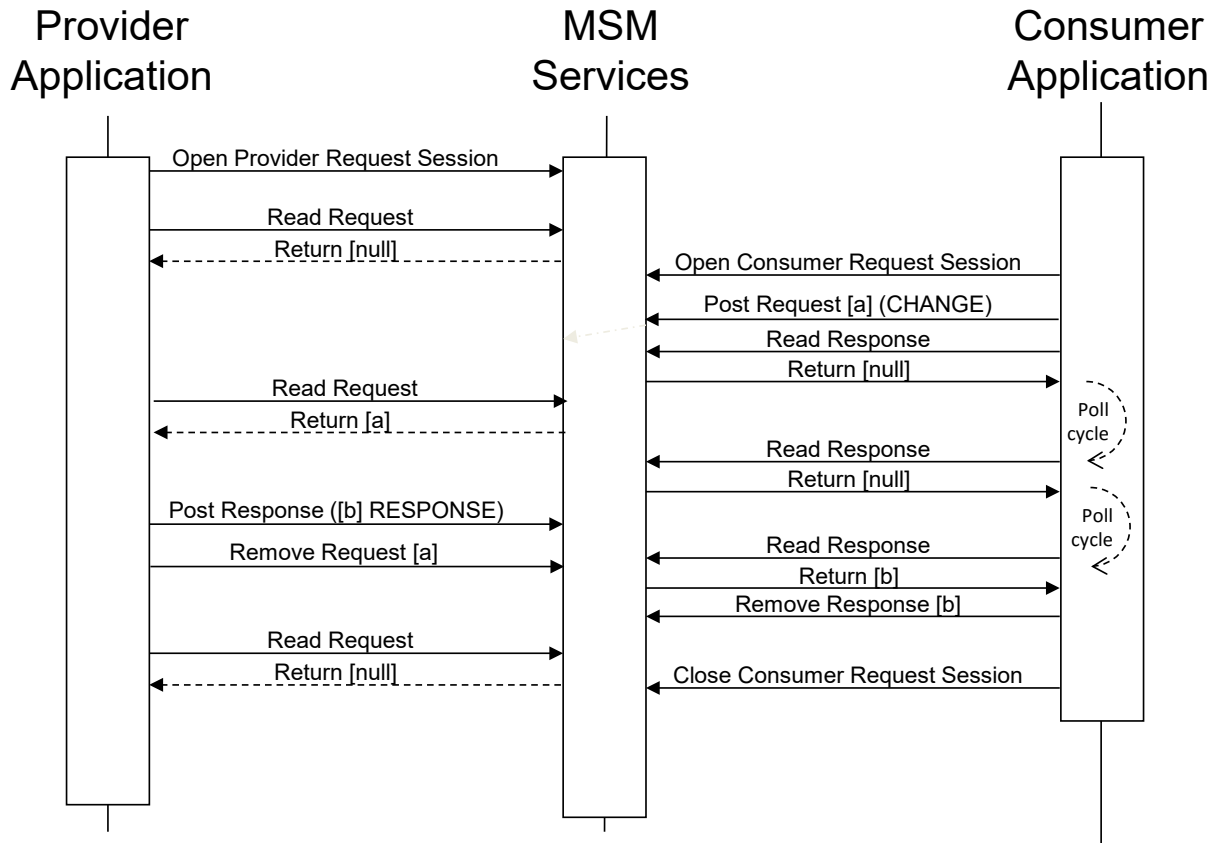 Provider
Application
MSM
Services
Consumer
Application
Open Provider Request Session
Read Request
Return [null]
Open Consumer Request Session
Post Request [a] (CHANGE)
Read Response
Return [null]
Read Request
Return [a]
Poll
cycle
Read Response
Return [null]
Post Response ([b] RESPONSE)
Poll
cycle
Remove Request [a]
Read Response
Return [b]
Remove Response [b]
Read Request
Return [null]
Close Consumer Request Session